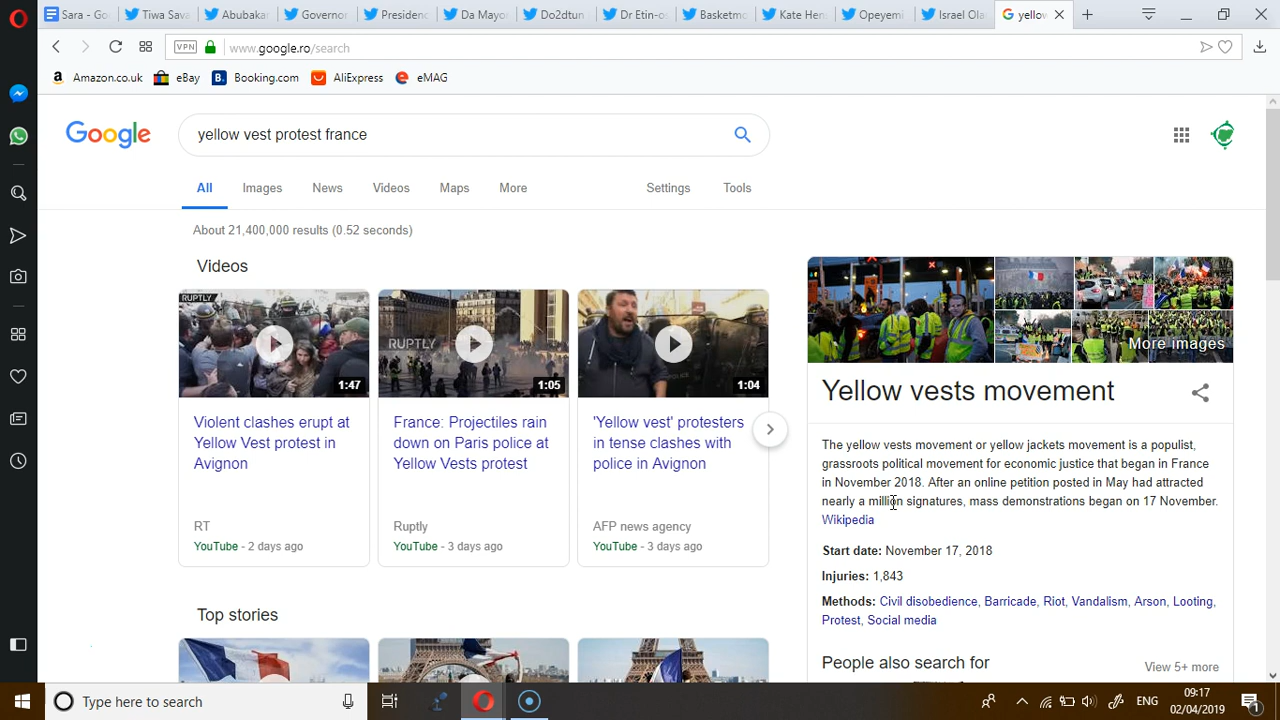 Sara - Go
Tiwa Sava
Abubakar
Governor
Presidenc
Da Mayo
Do2dtun
Dr Etin-os
Basketmo
Kate Hen
Opeyemi
Israel Ola
yellow
VPN
www.google.ro/search
Amazon.co.uk
eBay
Booking.com
AliExpress
eMAG
Google
yellow vest protest france
All
Images
News
Videos
Maps
More
Settings
Tools
About 21,400,000 results (0.52 seconds)
Videos
RUPTLY
1:47
RUPTLY
1:05
1:04
Violent clashes erupt at
Yellow Vest protest in
Avignon
RT
YouTube - 2 days ago
France: Projectiles rain
down on Paris police at
Yellow Vests protest
Ruptly
YouTube - 3 days ago
'Yellow vest' protesters
in tense clashes with
police in Avignon
AFP news agency
YouTube - 3 days ago
Top stories
More images
Yellow vests movement
The yellow vests movement or yellow jackets movement is a populist,
grassroots political movement for economic justice that began in France
in November 2018. After an online petition posted in May had attracted
nearly a million signatures, mass demonstrations began on 17 November.
Wikipedia
Start date: November 17, 2018
Injuries: 1,843
Methods: Civil disobedience, Barricade, Riot, Vandalism, Arson, Looting,
Protest, Social media
People also search for
View 5+ more
Type here to search
ENG
09:17
02/04/2019
1